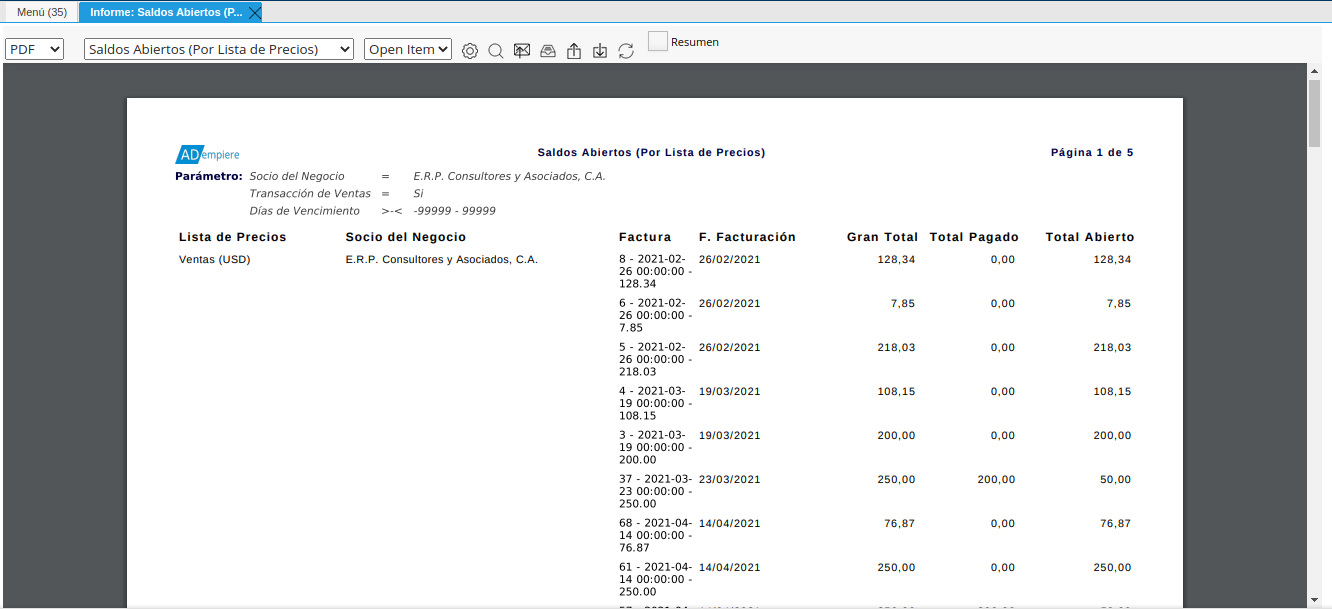 Menú (35) Informe: Saldos Abiertos (P...
PDF Saldos Abiertos (Por Lista de Precios) Open Item Resumen
ADempiere Saldos Abiertos (Por Lista de Precios) Página 1 de 5
Parámetro: Socio del Negocio = E.R.P. Consultores y Asociados, C.A.
Transacción de Ventas = Si
Días de Vencimiento >-< -99999 - 99999
Lista de Precios Socio del Negocio Factura F. Facturación Gran Total Total Pagado Total Abierto
Ventas (USD) E.R.P. Consultores y Asociados, C.A. 8 - 2021-02- 26/02/2021 128,34 0,00 128,34
26 00:00:00 -
128.34
6 - 2021-02- 26/02/2021 7,85 0,00 7,85
26 00:00:00 -
7.85
5 - 2021-02- 26/02/2021 218,03 0,00 218,03
26 00:00:00 -
218.03
4 - 2021-03- 19/03/2021 108,15 0,00 108,15
19 00:00:00 -
108.15
3 - 2021-03- 19/03/2021 200,00 0,00 200,00
19 00:00:00 -
200.00
37 - 2021-03- 23/03/2021 250,00 200,00 50,00
23 00:00:00 -
250.00
68 - 2021-04- 14/04/2021 76,87 0,00 76,87
14 00:00:00 -
76.87
61 - 2021-04- 14/04/2021 250,00 0,00 250,00
14 00:00:00 -
250.00